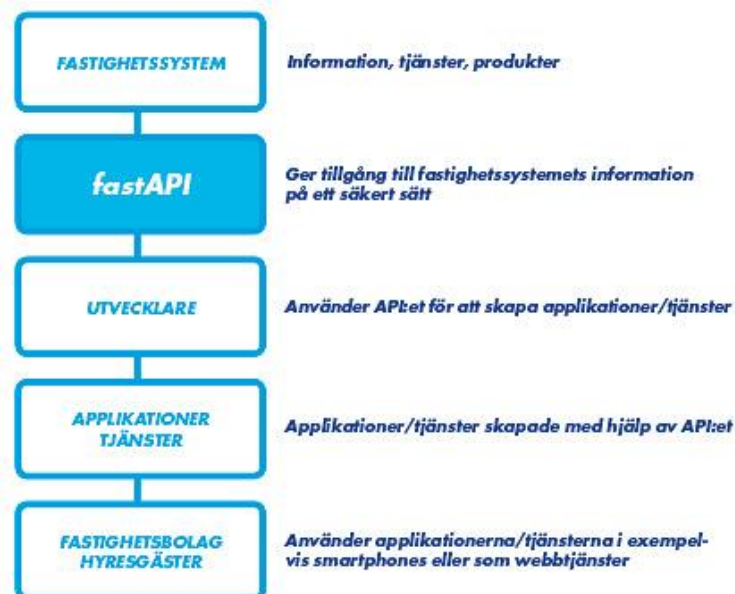 FASTIGHETSSYSTEM
Information, tjänster, produkter
fastAPI
Ger tillgång till fastighetssystemets information
på ett säkert sätt
UTVECKLARE
Använder API:et för att skapa applikationer/tjänster
APPLIKATIONER
TJÄNSTER
Applikationer/tjänster skapade med hjälp av API:et
FASTIGHETSBOLAG
HYRESGÄSTER
Använder applikationerna/tjänsterna i exempel-
vis smartphones eller som webbtjänster